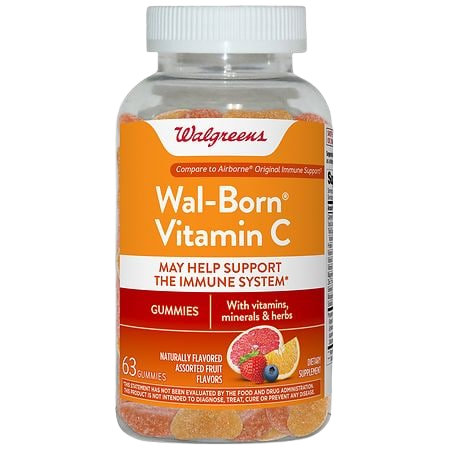 Walgreens
Compare to Airborne® Original Immune Support†
Wal-Born®
Vitamin C
MAY HELP SUPPORT
THE IMMUNE SYSTEM*
GUMMIES
With vitamins,
minerals & herbs
63 GUMMIES
NATURALLY FLAVORED
ASSORTED FRUIT
FLAVORS
DIETARY
SUPPLEMENT
*THIS STATEMENT HAS NOT BEEN EVALUATED BY THE FOOD AND DRUG ADMINISTRATION.
THIS PRODUCT IS NOT INTENDED TO DIAGNOSE, TREAT, CURE OR PREVENT ANY DISEASE.